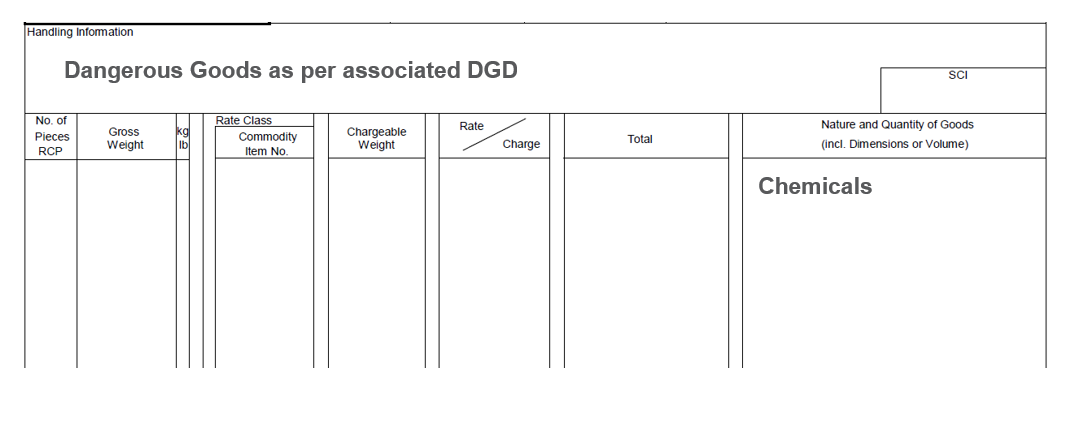 Handling Information
Dangerous Goods as per associated DGD
SCI
No. of
Pieces
RCP
Gross
Weight
kg
lb
Rate Class
Commodity
Item No.
Chargeable
Weight
Rate
Charge
Total
Nature and Quantity of Goods
(incl. Dimensions or Volume)
Chemicals